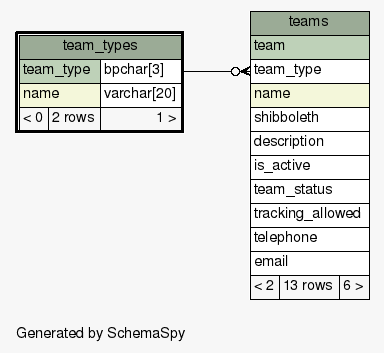 team_types
team_type bpchar[3]
name varchar[20]
< 0 2 rows 1 >
teams
team
team_type
name
shibboleth
description
is_active
team_status
tracking_allowed
telephone
email
< 2 13 rows 6 >
Generated by SchemaSpy